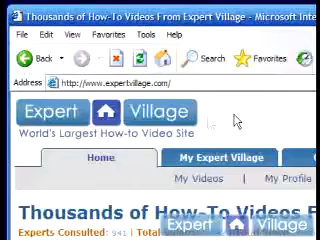 Thousands of How-To Videos From Expert Village - Microsoft Inte
File Edit View Favorites Tools Help
Back Search Favorites
Address http://www.expertvillage.com/
Expert Village
World's Largest How-to Video Site
Home My Expert Village
My Videos | My Profile
Thousands of How-To Videos F
Experts Consulted: 941 | Total
Expert Village